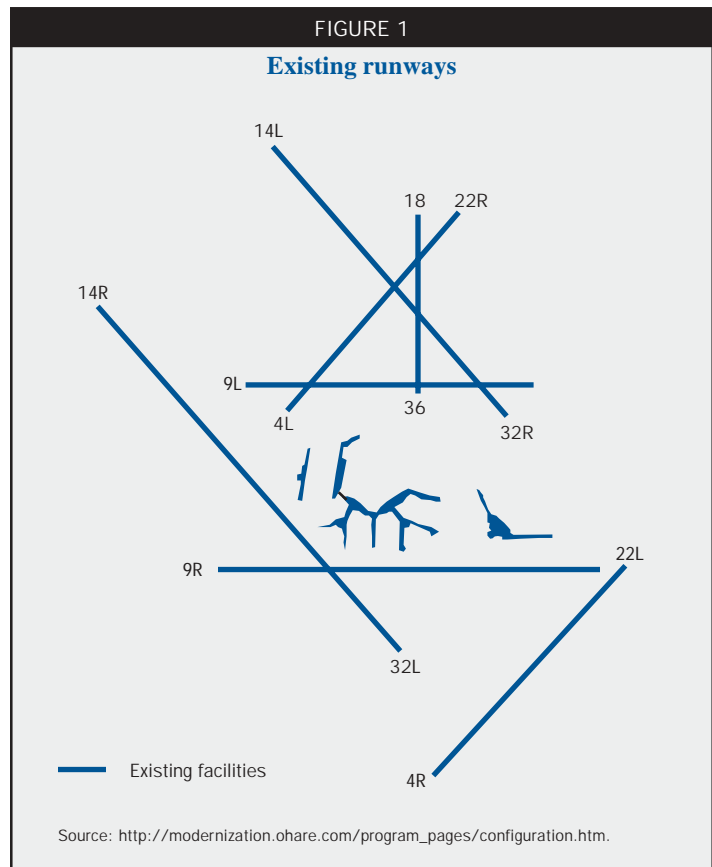 FIGURE 1
Existing runways
14L
18 22R
14R
9L
36
4L
32R
22L
9R
32L
4R
Existing facilities
Source: http://modernization.ohare.com/program_pages/configuration.htm.